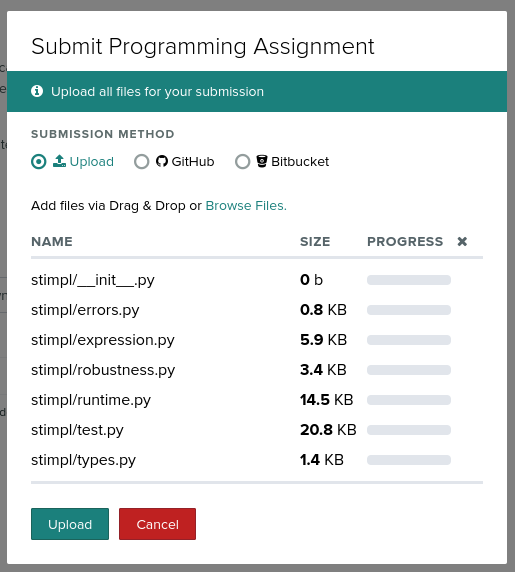 Submit Programming Assignment
Upload all files for your submission
SUBMISSION METHOD
Upload GitHub Bitbucket
Add files via Drag & Drop or Browse Files.
NAME SIZE PROGRESS ✖
stimpl/__init__.py 0 b
stimpl/errors.py 0.8 KB
stimpl/expression.py 5.9 KB
stimpl/robustness.py 3.4 KB
stimpl/runtime.py 14.5 KB
stimpl/test.py 20.8 KB
stimpl/types.py 1.4 KB
Upload Cancel